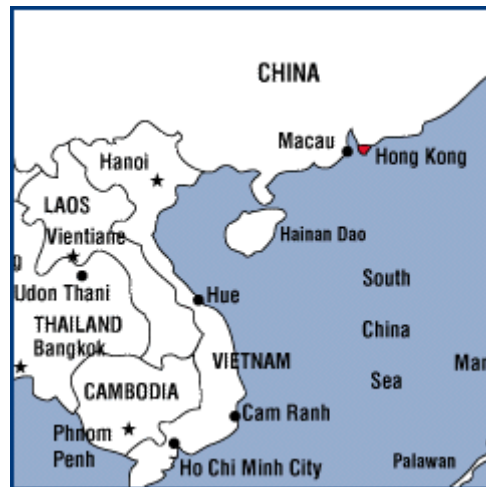 CHINA
Macau
Hong Kong
Hanoi
LAOS
Hainan Dao
Vientiane
g
Udon Thani
South
Hue
THAILAND
China
Bangkok
VIETNAM
Man
Sea
CAMBODIA
Cam Ranh
Phnom
Penh
Ho Chi Minh City
Palawan